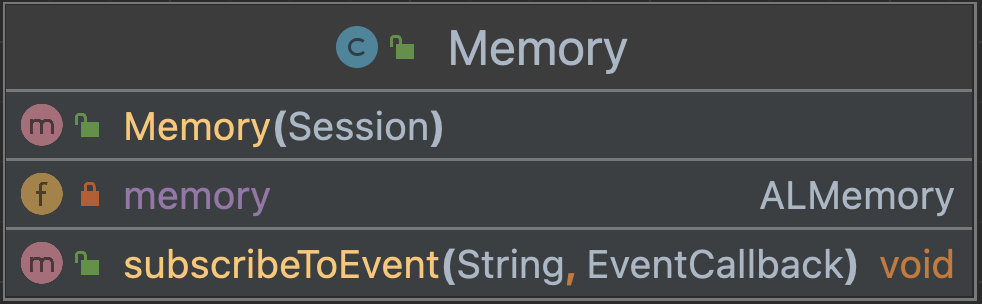 C Memory
m Memory(Session)
f memory ALMemory
m subscribeToEvent(String, EventCallback) void